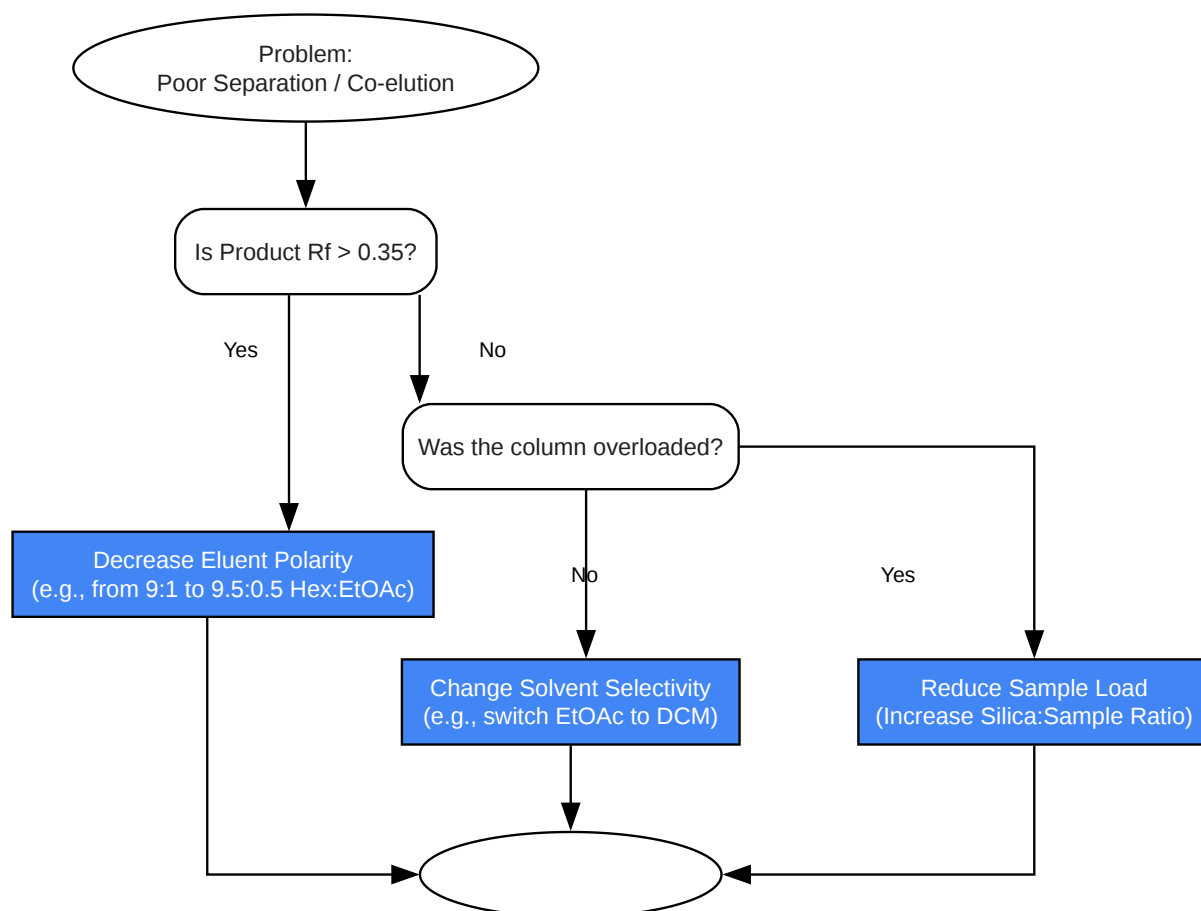 Problem:
Poor Separation / Co-elution
Is Product Rf > 0.35?
Yes
No
Was the column overloaded?
Decrease Eluent Polarity
(e.g., from 9:1 to 9.5:0.5 Hex:EtOAc)
No
Yes
Change Solvent Selectivity
(e.g., switch EtOAc to DCM)
Reduce Sample Load
(Increase Silica:Sample Ratio)